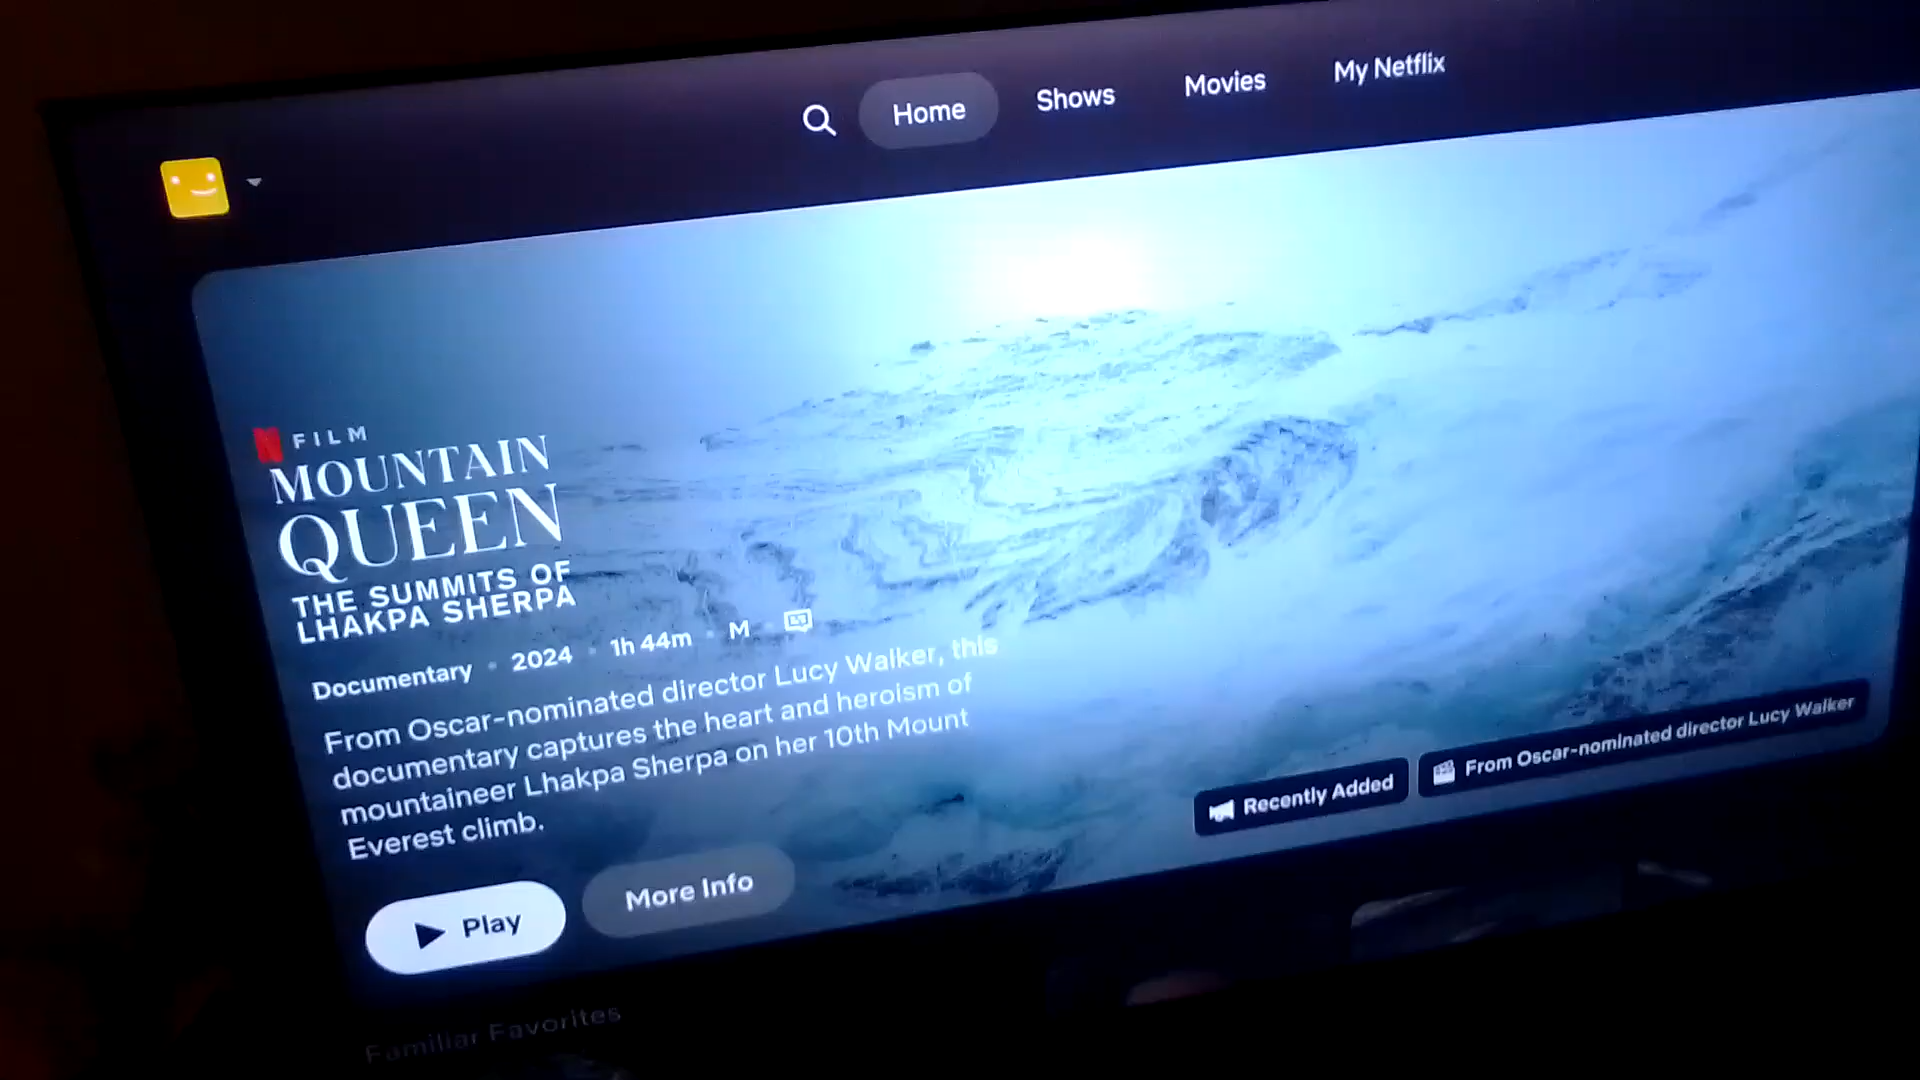 Home Shows Movies My Netflix
N FILM
MOUNTAIN
QUEEN
THE SUMMITS OF
LHAKPA SHERPA
Documentary • 2024 • 1h 44m • M
From Oscar-nominated director Lucy Walker, this
documentary captures the heart and heroism of
mountaineer Lhakpa Sherpa on her 10th Mount
Everest climb.
Recently Added
From Oscar-nominated director Lucy Walker
Play
More Info
Familiar Favorites